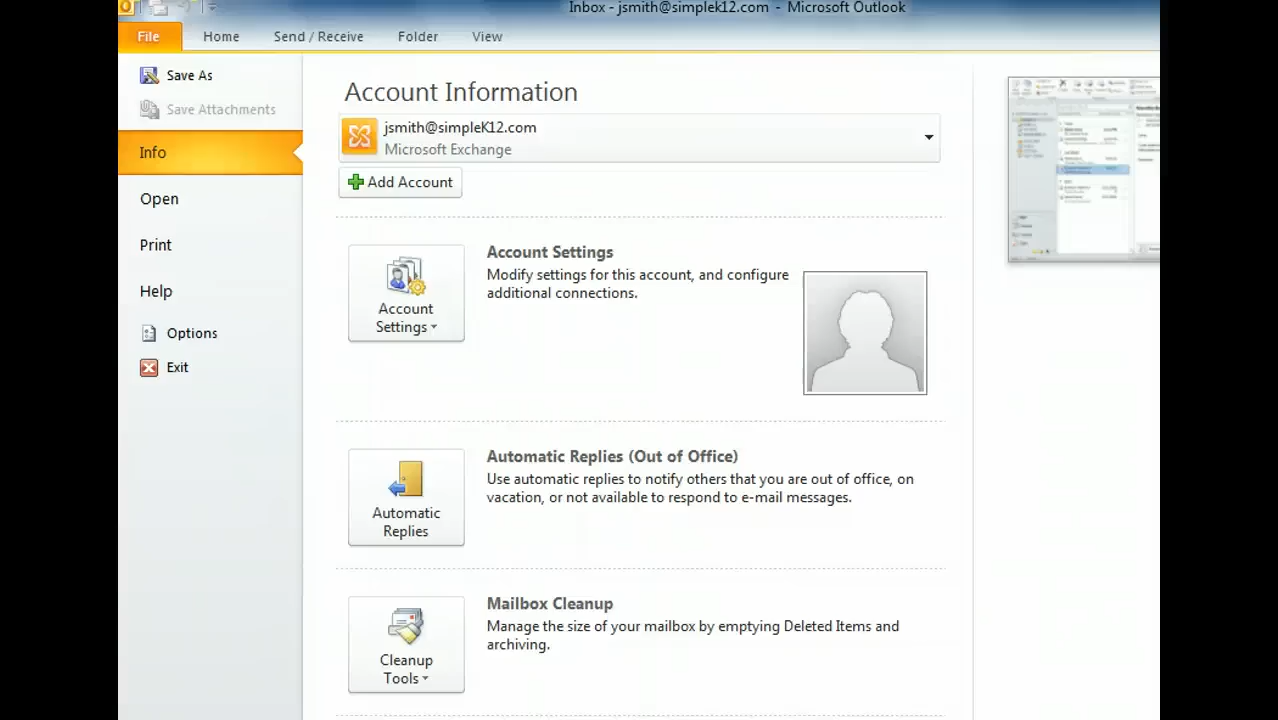 Inbox - jsmith@simplek12.com - Microsoft Outlook
File Home Send / Receive Folder View
Save As
Save Attachments
Info
Open
Print
Help
Options
Exit
Account Information
jsmith@simpleK12.com
Microsoft Exchange
Add Account
Account
Settings
Account Settings
Modify settings for this account, and configure
additional connections.
Automatic
Replies
Automatic Replies (Out of Office)
Use automatic replies to notify others that you are out of office, on
vacation, or not available to respond to e-mail messages.
Cleanup
Tools
Mailbox Cleanup
Manage the size of your mailbox by emptying Deleted Items and
archiving.